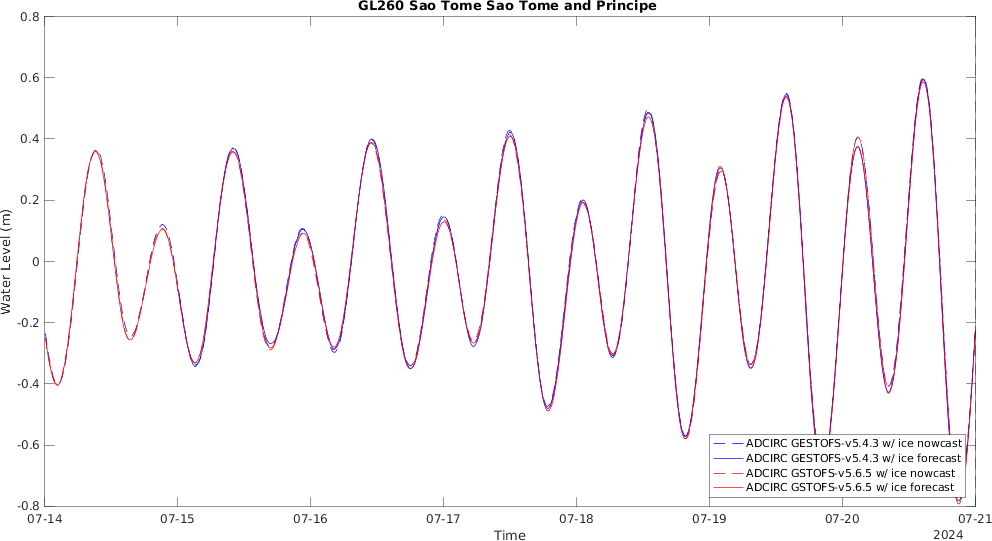 GL260 Sao Tome Sao Tome and Principe
0.8
0.6
0.4
0.2
0
-0.2
-0.4
-0.6
-0.8
Water Level (m)
ADCIRC GESTOFS-v5.4.3 w/ ice nowcast
ADCIRC GESTOFS-v5.4.3 w/ ice forecast
ADCIRC GSTOFS-v5.6.5 w/ ice nowcast
ADCIRC GSTOFS-v5.6.5 w/ ice forecast
07-14 07-15 07-16 07-17 07-18 07-19 07-20 07-21
Time
2024